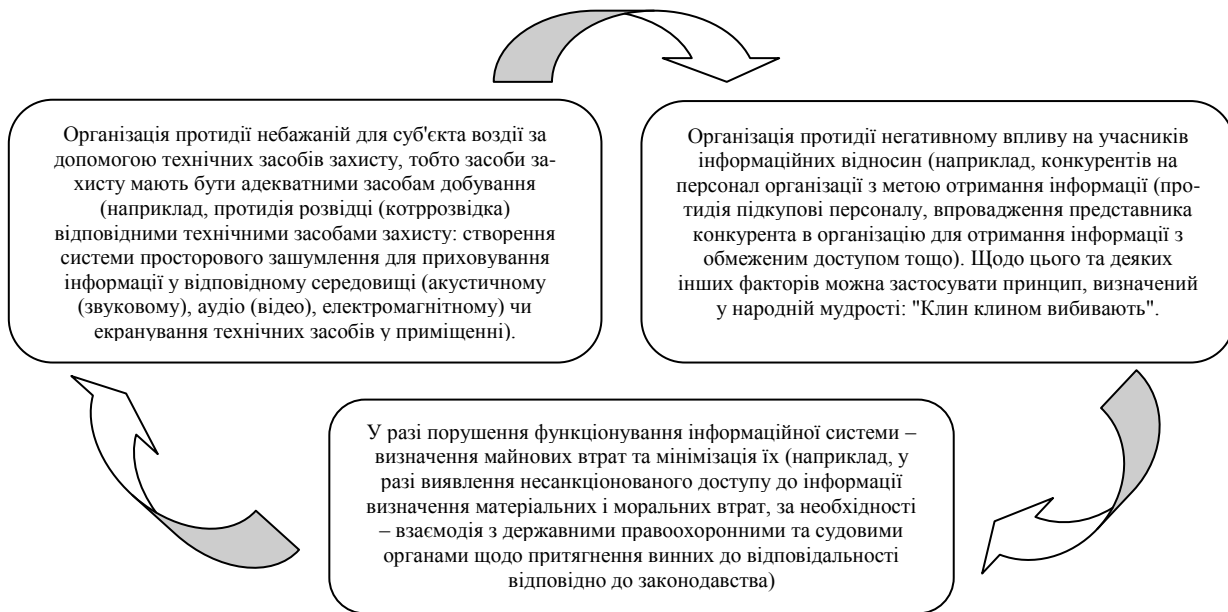 Організація протидії небажаній для суб'єкта воздії за
допомогою технічних засобів захисту, тобто засоби за-
хисту мають бути адекватними засобам добування
(наприклад, протидія розвідці (котррозвідка)
відповідними технічними засобами захисту: створення
системи просторового зашумлення для приховування
інформації у відповідному середовищі (акустичному
(звуковому), аудіо (відео), електромагнітному) чи
екранування технічних засобів у приміщенні).
Організація протидії негативному впливу на учасників
інформаційних відносин (наприклад, конкурентів на
персонал організації з метою отримання інформації (про-
тидія підкупові персоналу, впровадження представника
конкурента в організацію для отримання інформації з
обмеженим доступом тощо). Щодо цього та деяких
інших факторів можна застосувати принцип, визначений
у народній мудрості: "Клин клином вибивають".
У разі порушення функціонування інформаційної системи –
визначення майнових втрат та мінімізація їх (наприклад, у
разі виявлення несанкціонованого доступу до інформації
визначення матеріальних і моральних втрат, за необхідності
– взаємодія з державними правоохоронними та судовими
органами щодо притягнення винних до відповідальності
відповідно до законодавства)